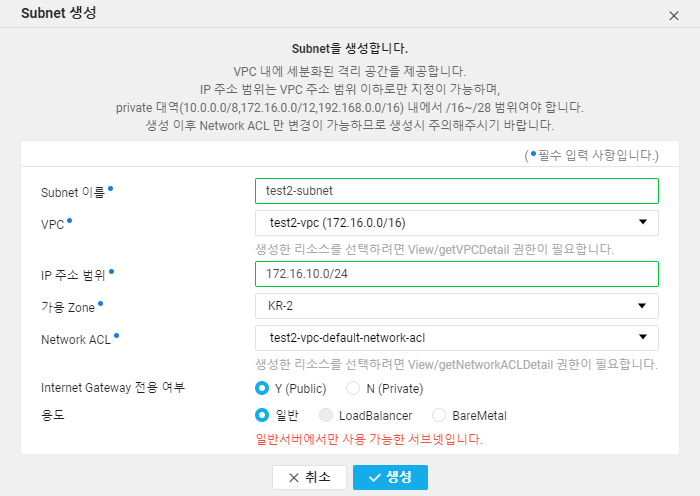 Subnet 생성
Subnet을 생성합니다.
VPC 내에 세분화된 격리 공간을 제공합니다.
IP 주소 범위는 VPC 주소 범위 이하로만 지정이 가능하며,
private 대역(10.0.0.0/8,172.16.0.0/12,192.168.0.0/16) 내에서 /16~/28 범위여야 합니다.
생성 이후 Network ACL 만 변경이 가능하므로 생성시 주의해주시기 바랍니다.
(•필수 입력 사항입니다.)
Subnet 이름• test2-subnet
VPC• test2-vpc (172.16.0.0/16)
생성한 리소스를 선택하려면 View/getVPCDetail 권한이 필요합니다.
IP 주소 범위• 172.16.10.0/24
가용 Zone• KR-2
Network ACL• test2-vpc-default-network-acl
생성한 리소스를 선택하려면 View/getNetworkACLDetail 권한이 필요합니다.
Internet Gateway 전용 여부 Y (Public) N (Private)
용도 일반 LoadBalancer BareMetal
일반서버에서만 사용 가능한 서브넷입니다.
취소 생성